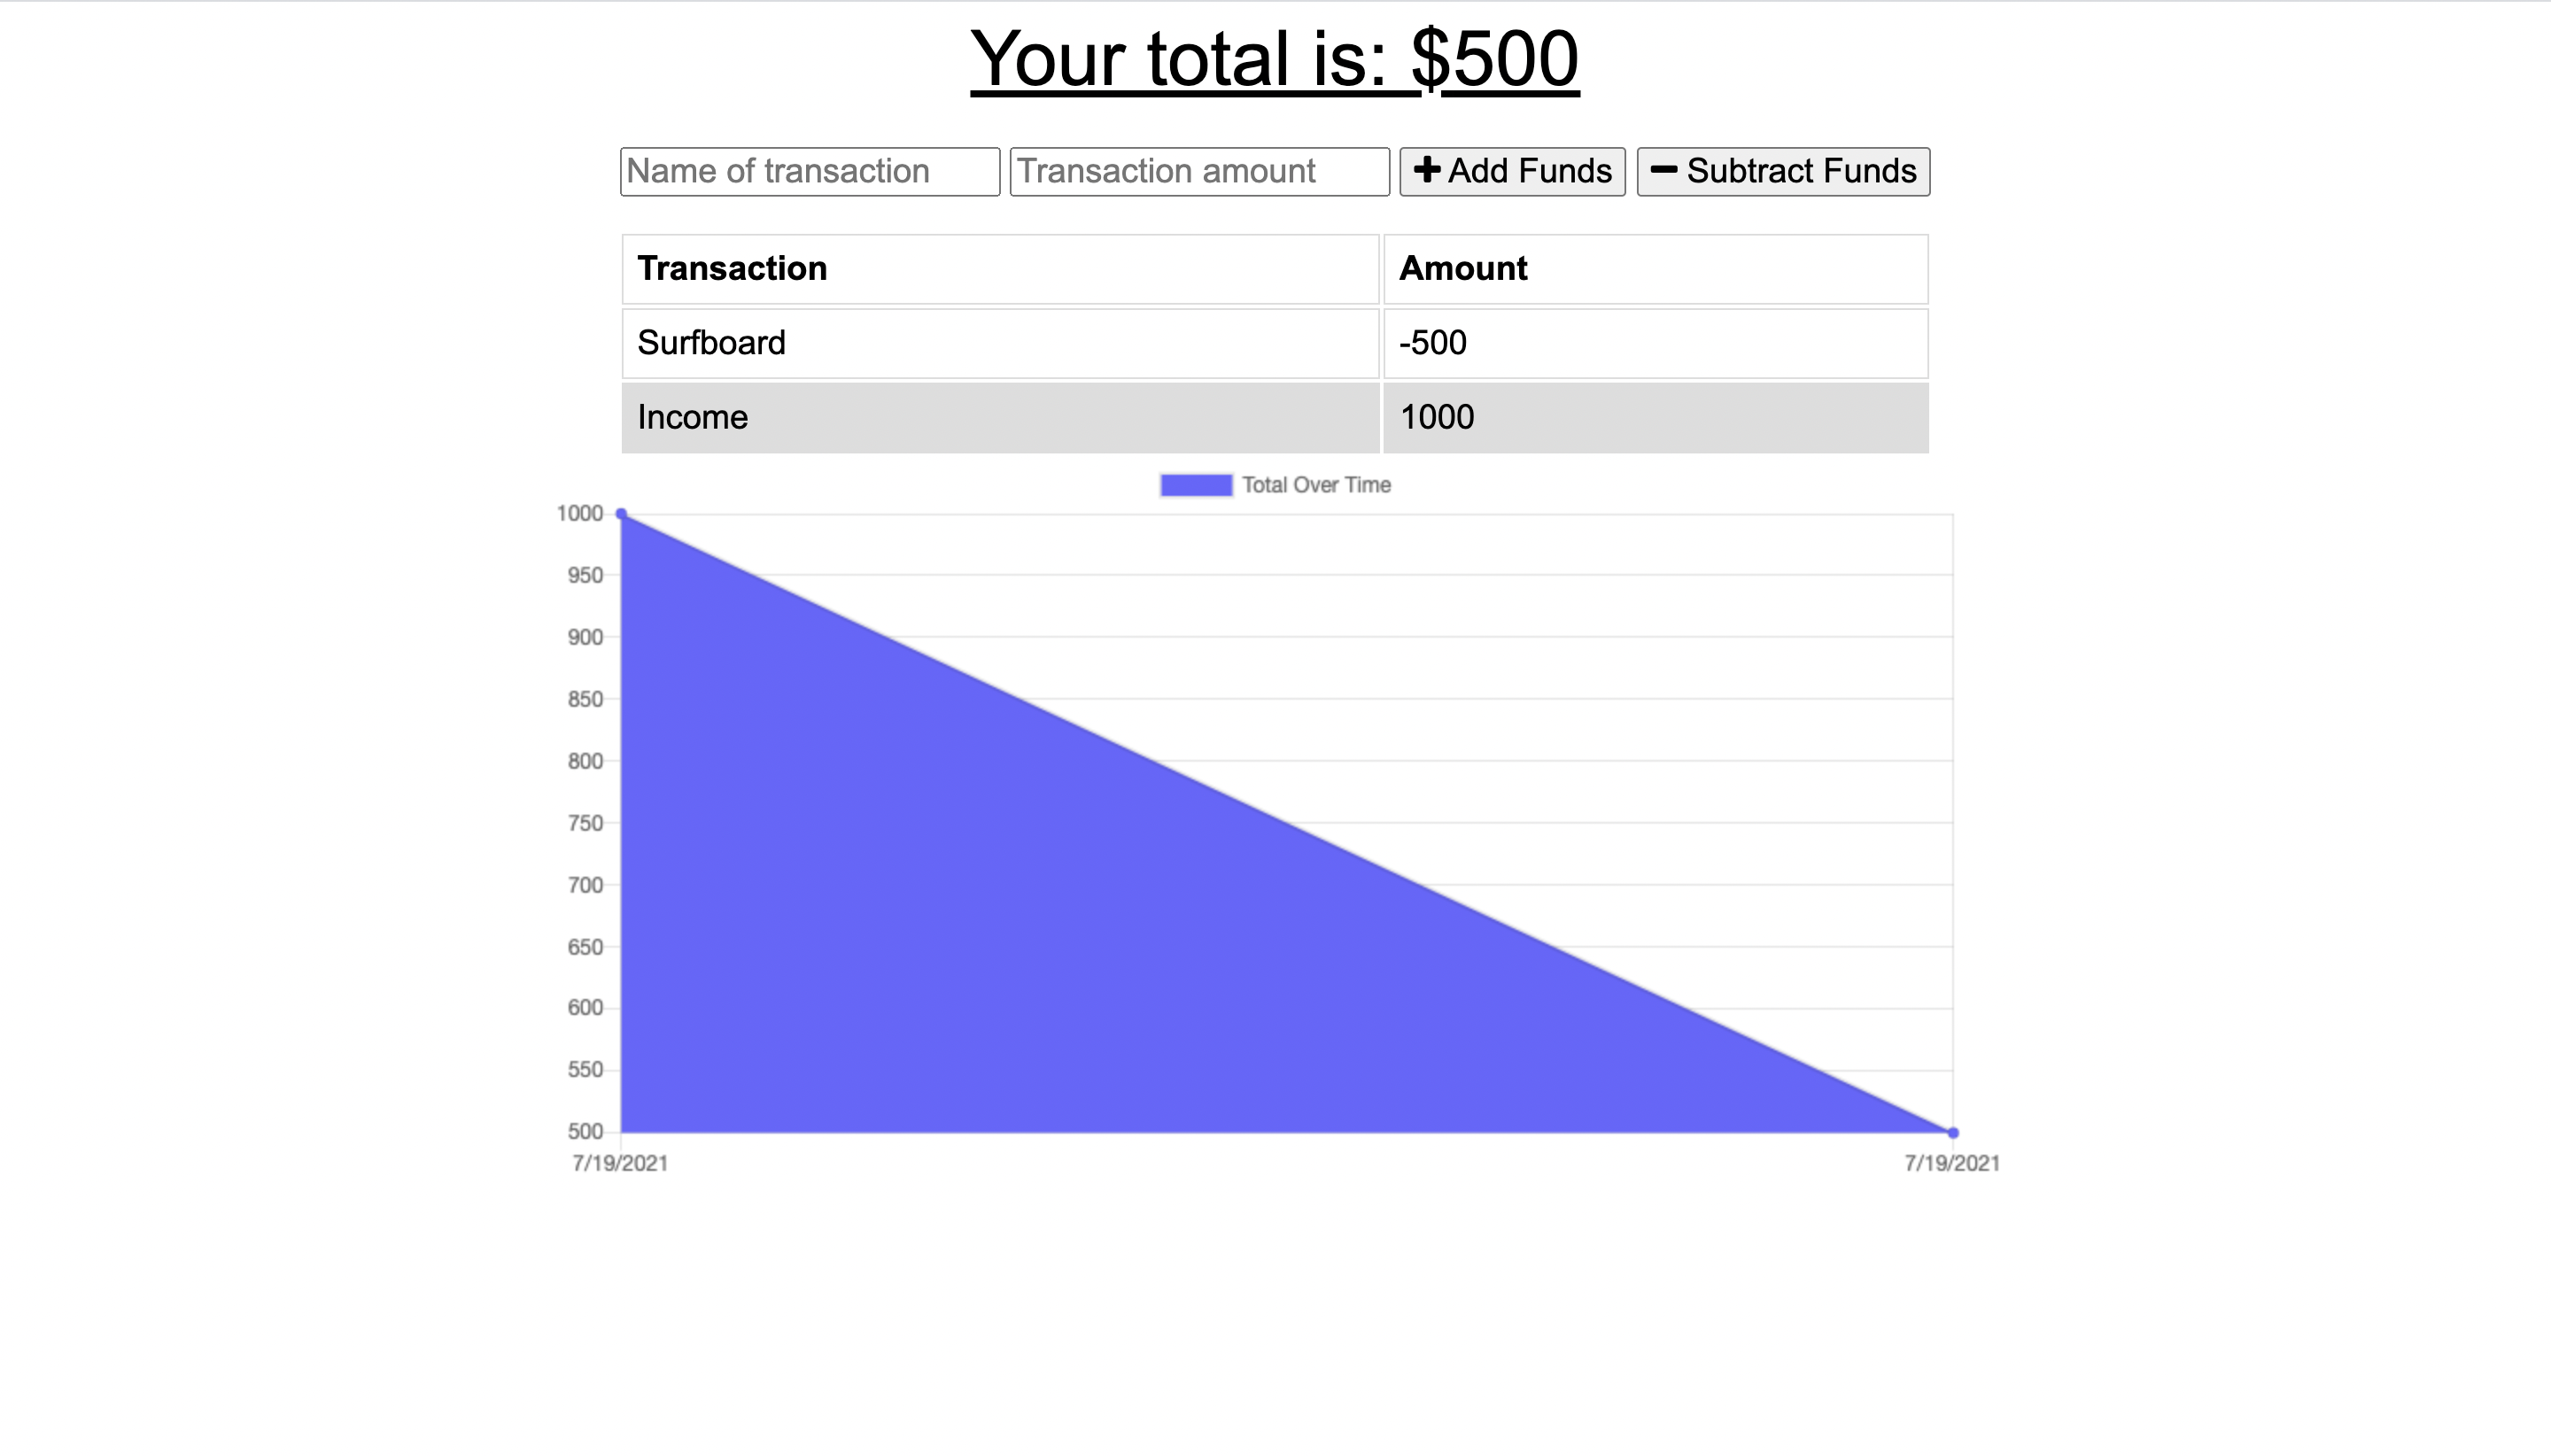 Your total is: $500
Name of transaction Transaction amount Add Funds Subtract Funds
Transaction Amount
Surfboard -500
Income 1000
Total Over Time
1000
950
900
850
800
750
700
650
600
550
500
7/19/2021 7/19/2021